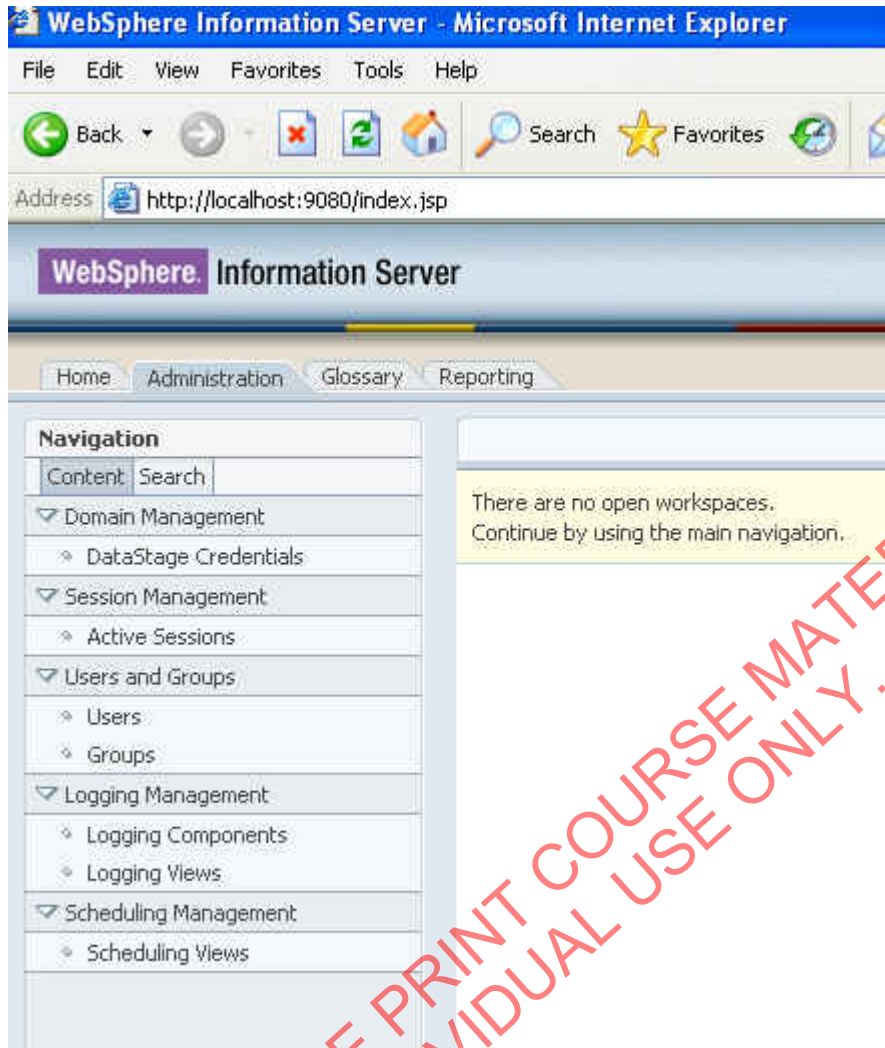 WebSphere Information Server - Microsoft Internet Explorer
File Edit View Favorites Tools Help
Back Search Favorites
Address http://localhost:9080/index.jsp
WebSphere. Information Server
Home Administration Glossary Reporting
Navigation
Content Search
There are no open workspaces.
Continue by using the main navigation.
Domain Management
DataStage Credentials
Session Management
Active Sessions
Users and Groups
Users
Groups
Logging Management
Logging Components
Logging Views
Scheduling Management
Scheduling Views
PRINT COURSE
USE ONLY.